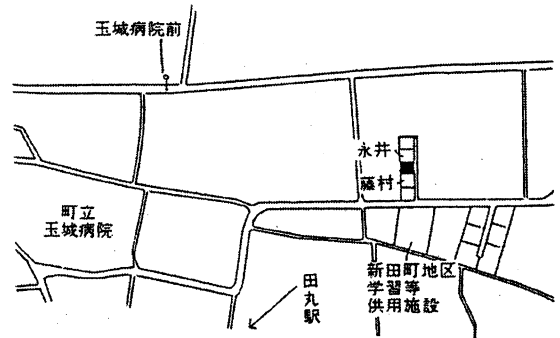 玉城病院前
永井
藤村
町立
玉城病院
新田町地区
学習等
供用施設
田丸駅